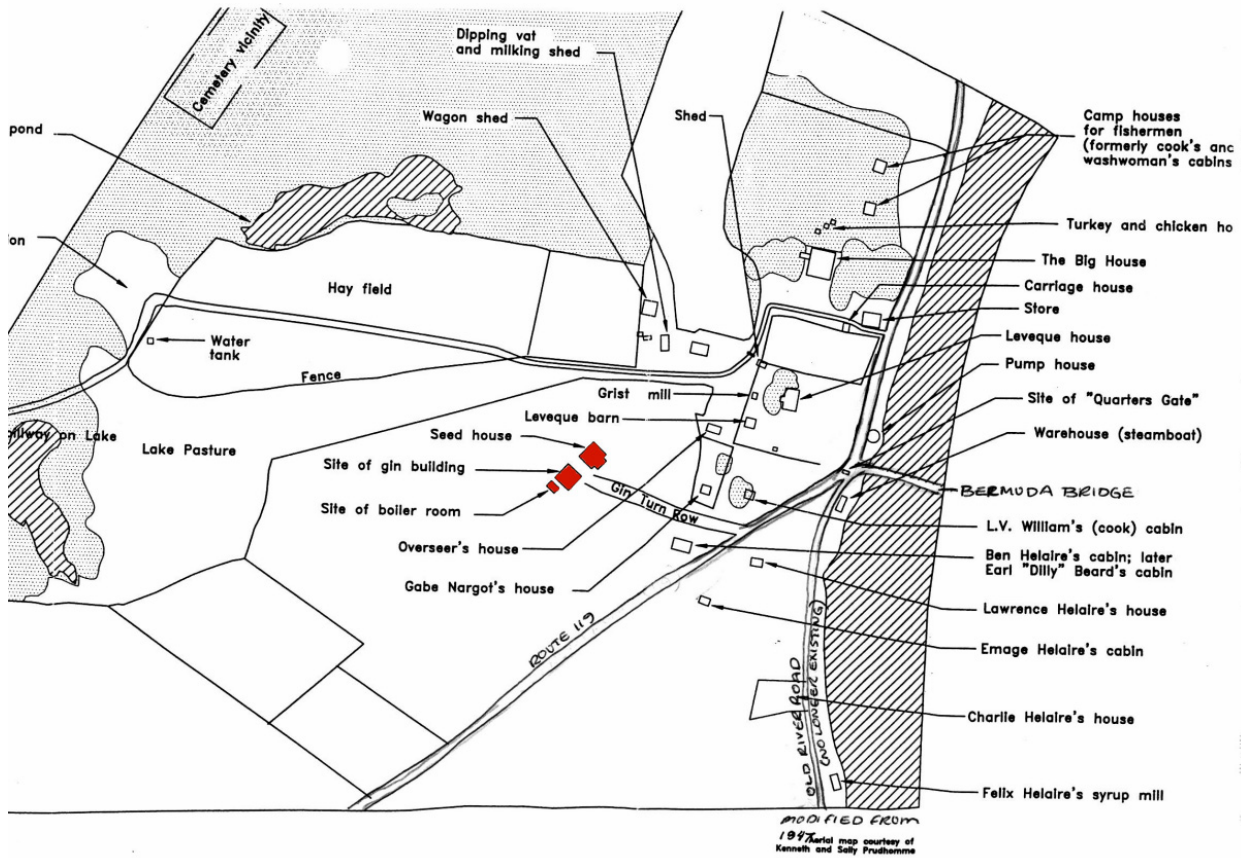 Cemetery vicinity
Dipping vat
and milking shed
Wagon shed
Shed
pond
on
Hay field
Water
tank
Fence
Lake Pasture
on Lake
Grist mill
Leveque barn
Seed house
Site of gin building
Site of boiler room
Gin Turn Row
Overseer's house
Gabe Nargot's house
ROUTE 119
Camp houses
for fishermen
(formerly cook's and
washwoman's cabins
Turkey and chicken ho
The Big House
Carriage house
Store
Leveque house
Pump house
Site of "Quarters Gate"
Warehouse (steamboat)
BERMUDA BRIDGE
L.V. William's (cook) cabin
Ben Helaire's cabin; later
Earl "Dilly" Beard's cabin
Lawrence Helaire's house
Emage Helaire's cabin
Charlie Helaire's house
Felix Helaire's syrup mill
OLD RIVER ROAD
(NO LONGER EXISTING)
MODIFIED FROM
1947 Aerial map courtesy of
Kenneth and Sally Prudhomme